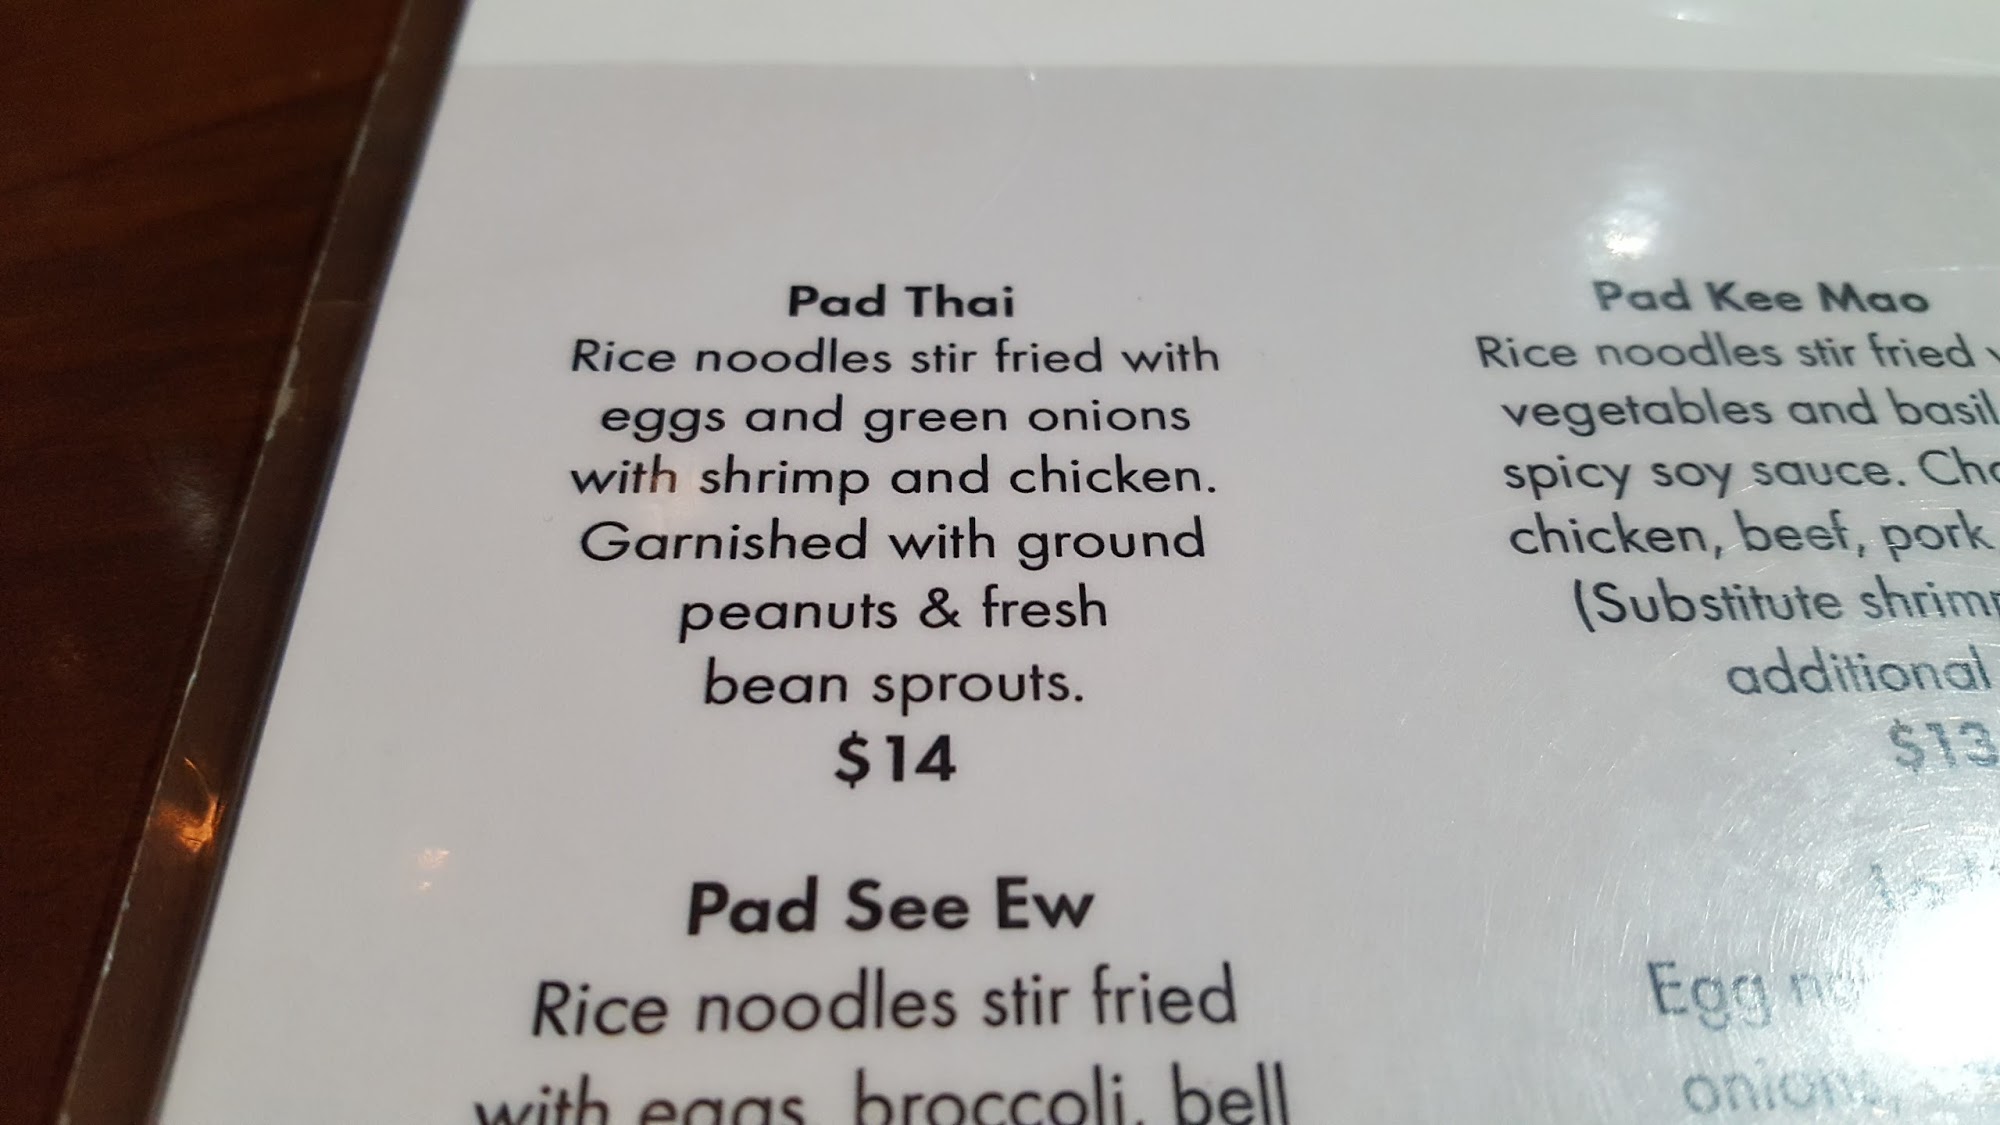 Pad Thai
Rice noodles stir fried with
eggs and green onions
with shrimp and chicken.
Garnished with ground
peanuts & fresh
bean sprouts.
$14
Pad See Ew
Rice noodles stir fried
with eggs, broccoli, bell
Pad Kee Mao
Rice noodles stir fried
vegetables and basil
spicy soy sauce.
chicken, beef, pork
(Substitute
additional
$13
Egg